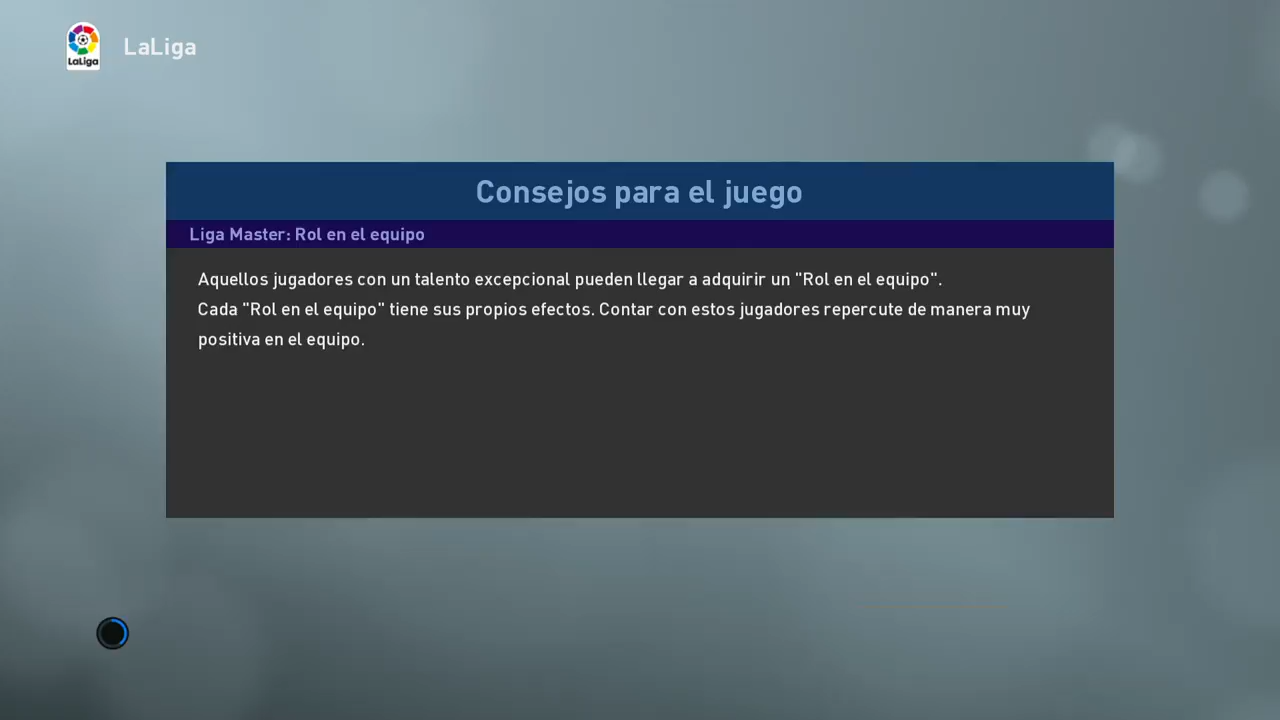 LaLiga
LaLiga
Consejos para el juego
Liga Master: Rol en el equipo
Aquellos jugadores con un talento excepcional pueden llegar a adquirir un "Rol en el equipo".
Cada "Rol en el equipo" tiene sus propios efectos. Contar con estos jugadores repercute de manera muy
positiva en el equipo.